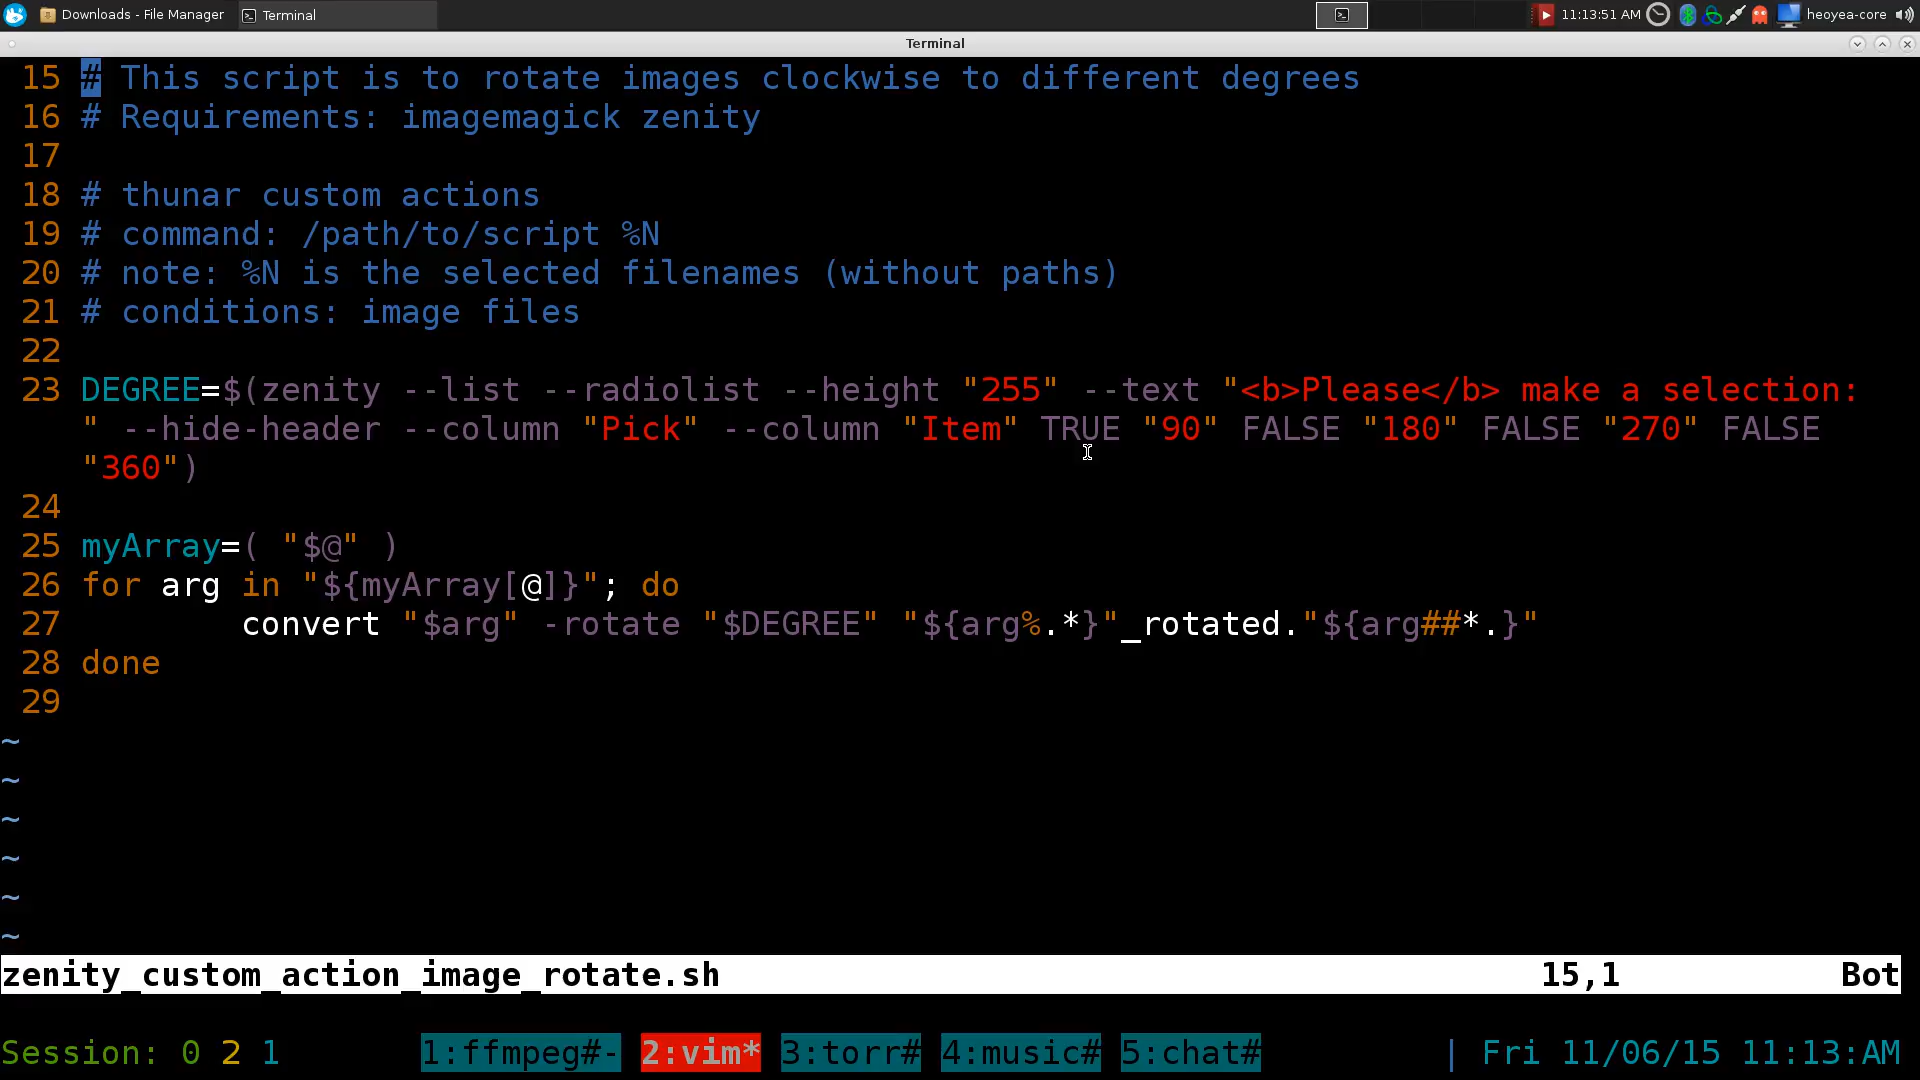 Downloads - File Manager Terminal 11:13:51 AM heoyea-core
Terminal
15 # This script is to rotate images clockwise to different degrees
16 # Requirements: imagemagick zenity
17
18 # thunar custom actions
19 # command: /path/to/script %N
20 # note: %N is the selected filenames (without paths)
21 # conditions: image files
22
23 DEGREE=$(zenity --list --radiolist --height "255" --text "<b>Please</b> make a selection:
" --hide-header --column "Pick" --column "Item" TRUE "90" FALSE "180" FALSE "270" FALSE
"360")
24
25 myArray=( "$@" )
26 for arg in "${myArray[@]}"; do
27         convert "$arg" -rotate "$DEGREE" "${arg%.*}"_rotated."${arg##*.}"
28 done
29
~
~
~
~
~
~
zenity_custom_action_image_rotate.sh 15,1 Bot
Session: 0 2 1 1:ffmpeg#- 2:vim* 3:torr# 4:music# 5:chat# | Fri 11/06/15 11:13:AM